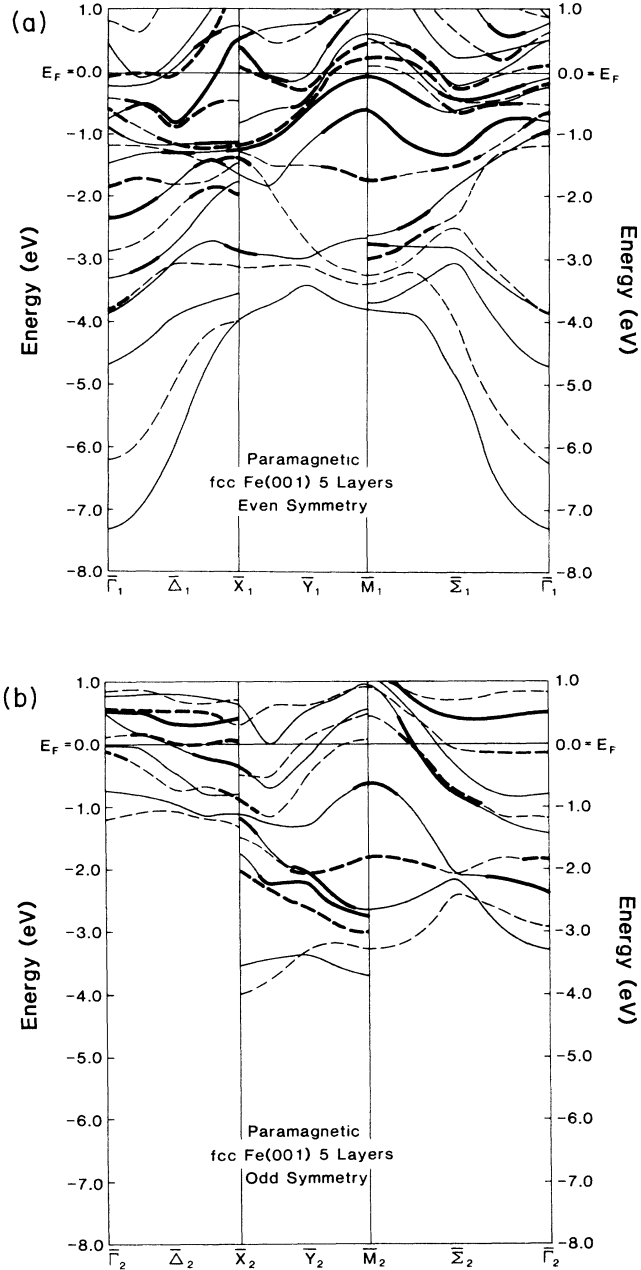 (a)
1.0
1.0
E_F = 0.0
0.0 = E_F
-1.0
-1.0
-2.0
-2.0
-3.0
-3.0
-4.0
-4.0
-5.0
-5.0
-6.0
-6.0
-7.0
-7.0
-8.0
-8.0
Energy (eV)
Energy (eV)
Paramagnetic
fcc Fe(001) 5 Layers
Even Symmetry
Γ̅₁ Δ̅₁ X̅₁ Y̅₁ M̅₁ Σ̅₁ Γ̅₁
(b)
1.0
1.0
E_F = 0.0
0.0 = E_F
-1.0
-1.0
-2.0
-2.0
-3.0
-3.0
-4.0
-4.0
-5.0
-5.0
-6.0
-6.0
-7.0
-7.0
-8.0
-8.0
Energy (eV)
Energy (eV)
Paramagnetic
fcc Fe(001) 5 Layers
Odd Symmetry
Γ̅₂ Δ̅₂ X̅₂ Y̅₂ M̅₂ Σ̅₂ Γ̅₂